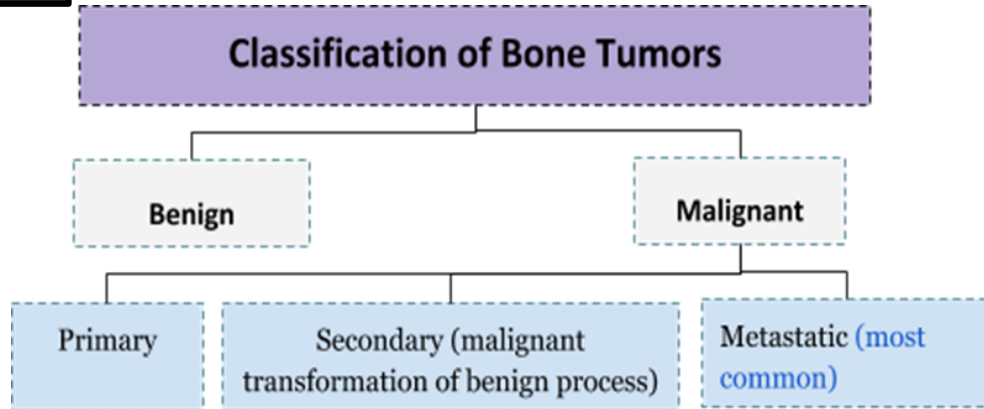 Classification of Bone Tumors
Benign
Malignant
Primary
Secondary (malignant
transformation of benign process)
Metastatic (most
common)